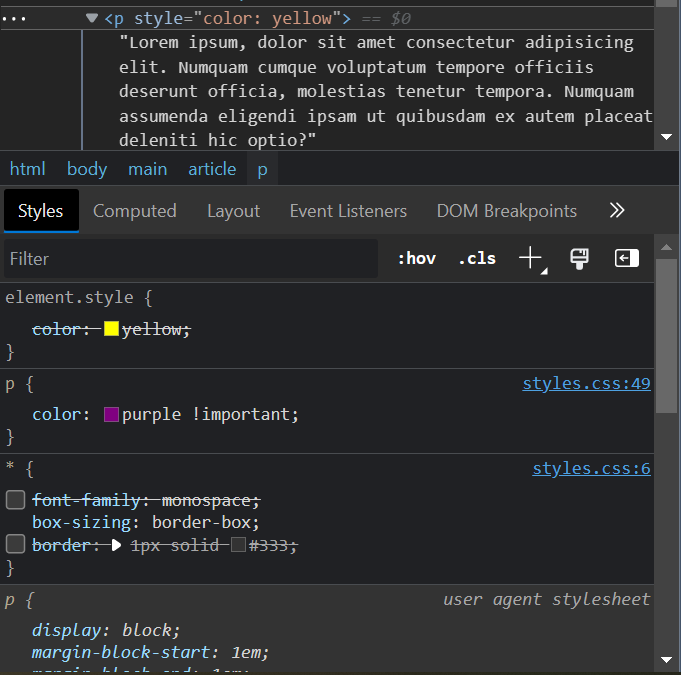 ... ▼<p style="color: yellow"> == $0
"Lorem ipsum, dolor sit amet consectetur adipisicing
elit. Numquam cumque voluptatum tempore officiis
deserunt officia, molestias tenetur tempora. Numquam
assumenda eligendi ipsam ut quibusdam ex autem placeat
deleniti hic optio?"
html body main article p
Styles Computed Layout Event Listeners DOM Breakpoints
Filter :hov .cls
element.style {
color: yellow;
}
p { styles.css:49
color: purple !important;
}
* { styles.css:6
font-family: monospace;
box-sizing: border-box;
border: 1px solid #333;
}
p { user agent stylesheet
display: block;
margin-block-start: 1em;
margin-block-end: 1em;